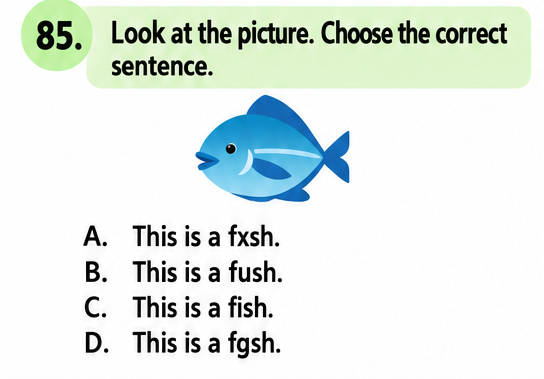 85. Look at the picture. Choose the correct
sentence.
A. This is a fxsh.
B. This is a fush.
C. This is a fish.
D. This is a fgsh.